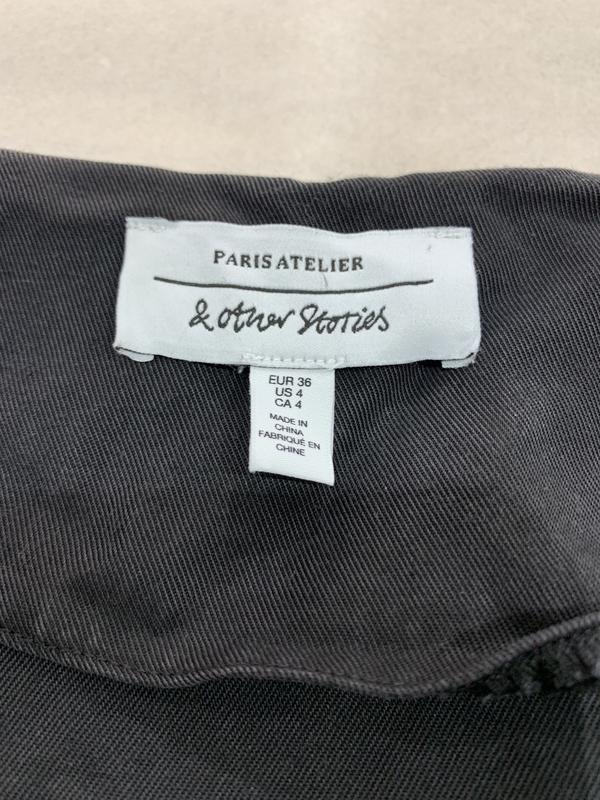 PARIS ATELIER
& other Stories
EUR 36
US 4
CA 4
MADE IN
CHINA
FABRIQUÉ EN
CHINE